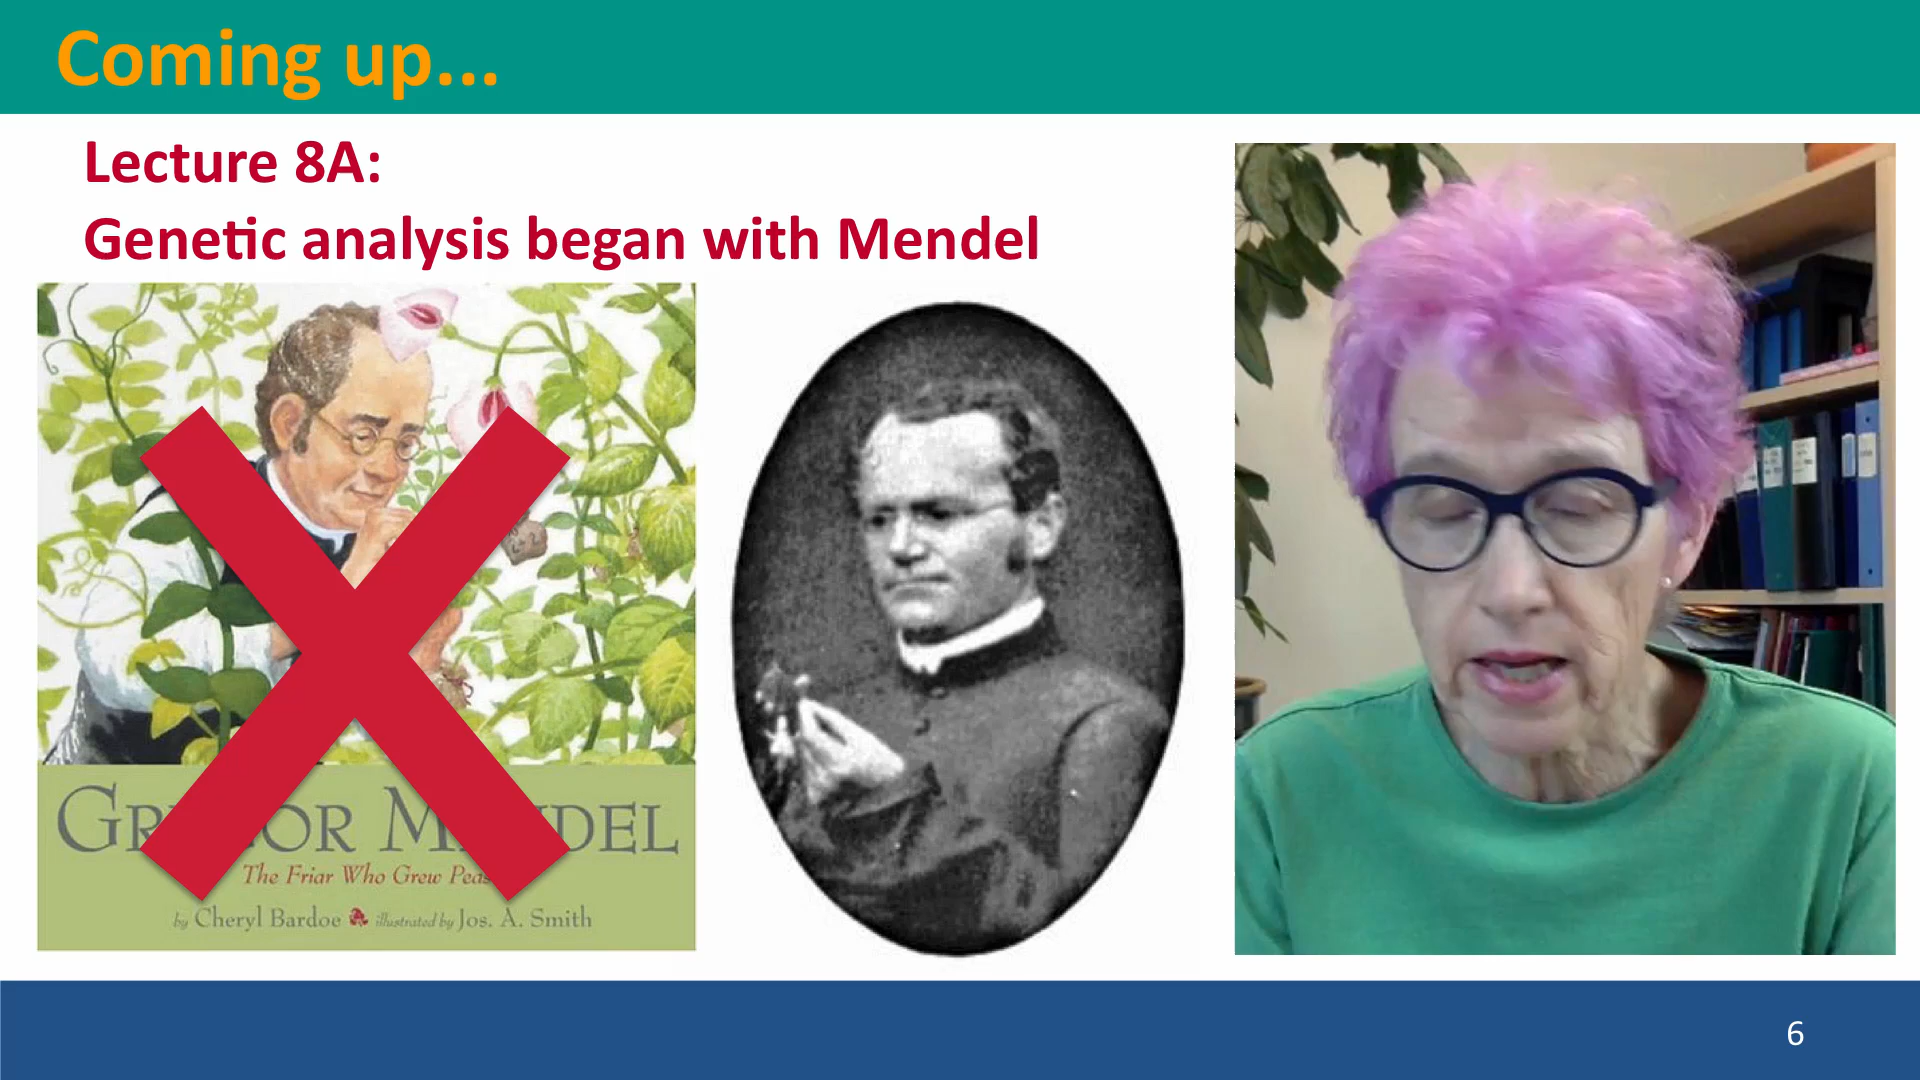 Coming up...
Lecture 8A:
Genetic analysis began with Mendel
GREGOR MENDEL
The Friar Who Grew Peas
by Cheryl Bardoe illustrated by Jos. A. Smith
6